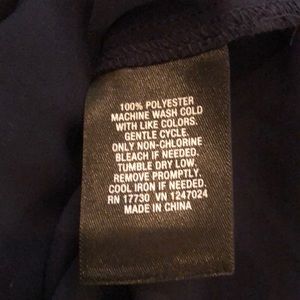 100% POLYESTER
MACHINE WASH COLD
WITH LIKE COLORS.
GENTLE CYCLE.
ONLY NON-CHLORINE
BLEACH IF NEEDED.
TUMBLE DRY LOW.
REMOVE PROMPTLY.
COOL IRON IF NEEDED.
RN 17730 VN 1247024
MADE IN CHINA